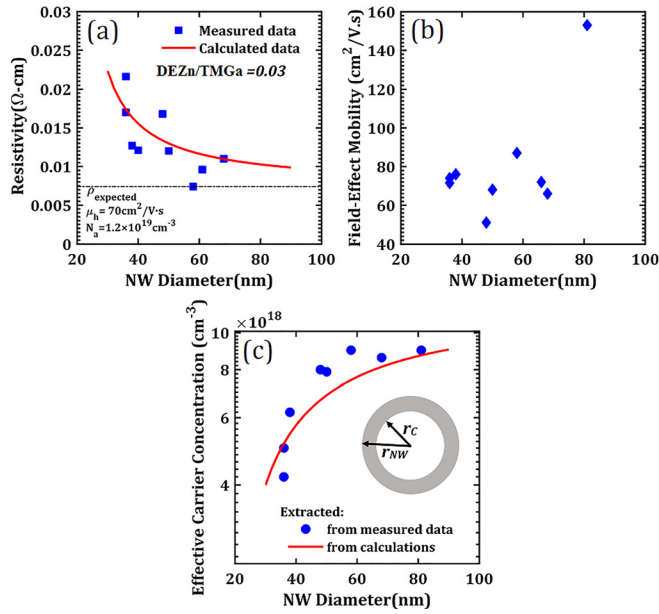 0.03
0.025
0.02
0.015
0.01
0.005
0
20
40
60
80
100
Resistivity(Ω-cm)
NW Diameter(nm)
(a)
Measured data
Calculated data
DEZn/TMGa =0.03
ρexpected
μh= 70cm²/V·s
Na=1.2×10¹⁹cm⁻³
160
140
120
100
80
60
40
20
40
60
80
100
Field-Effect Mobility (cm²/V.s)
NW Diameter(nm)
(b)
×10¹⁸
10
8
6
4
20
40
60
80
100
Effective Carrier Concentration (cm⁻³)
NW Diameter(nm)
(c)
rC
rNW
Extracted:
from measured data
from calculations